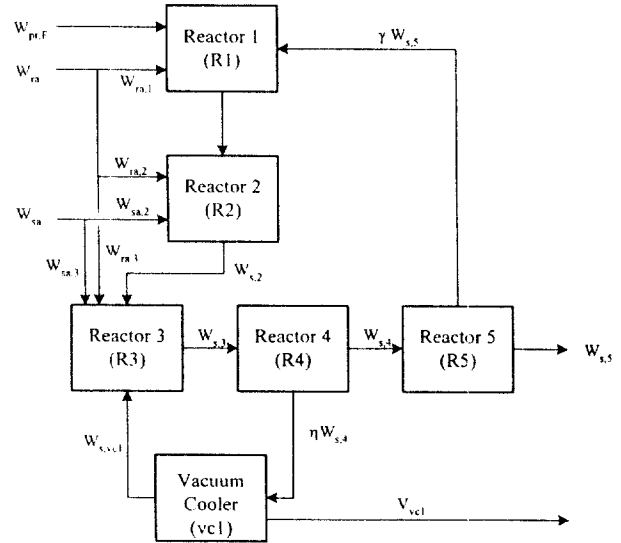 W_pr,F
Reactor 1
(R1)
γ W_s,5
W_ra
W_ra,1
W_ra,2
Reactor 2
(R2)
W_sa
W_sa,2
W_sa,3
W_ra,3
W_s,2
Reactor 3
(R3)
W_s,3
Reactor 4
(R4)
W_s,4
Reactor 5
(R5)
W_s,5
W_s,vc1
ηW_s,4
Vacuum
Cooler
(vc1)
V_vc1